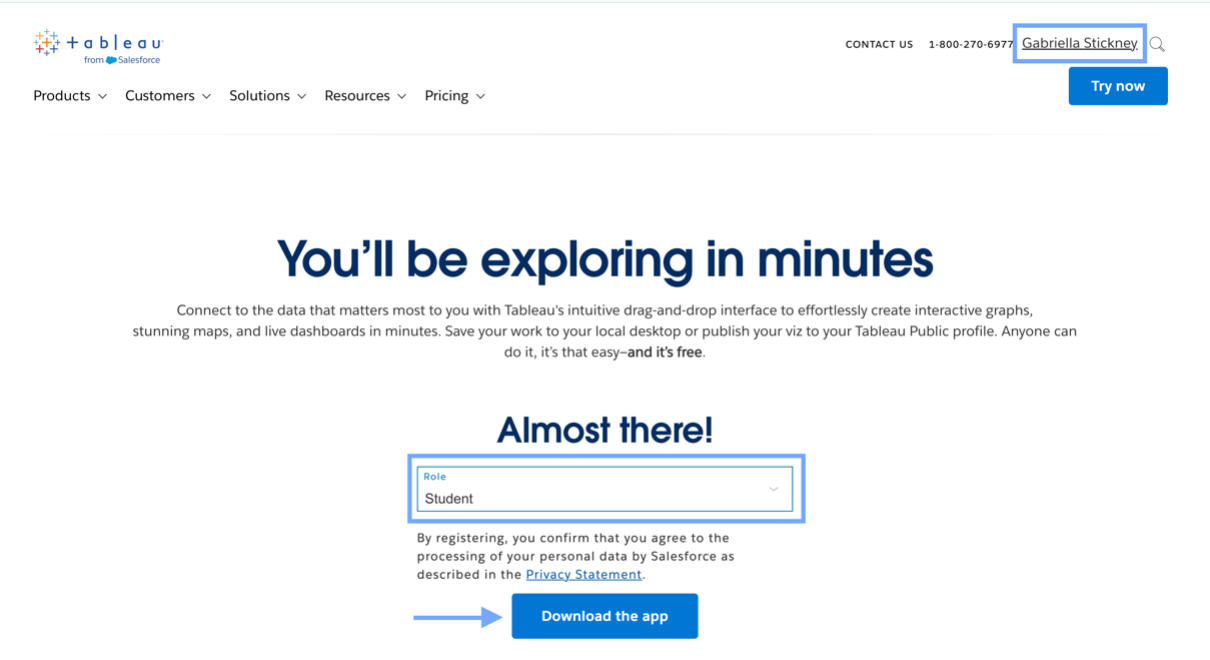 + a b l e a u
from Salesforce
CONTACT US 1-800-270-6977 Gabriella Stickney
Products Customers Solutions Resources Pricing
Try now
You'll be exploring in minutes
Connect to the data that matters most to you with Tableau's intuitive drag-and-drop interface to effortlessly create interactive graphs,
stunning maps, and live dashboards in minutes. Save your work to your local desktop or publish your viz to your Tableau Public profile. Anyone can
do it, it's that easy—and it's free.
Almost there!
Role
Student
By registering, you confirm that you agree to the
processing of your personal data by Salesforce as
described in the Privacy Statement.
Download the app